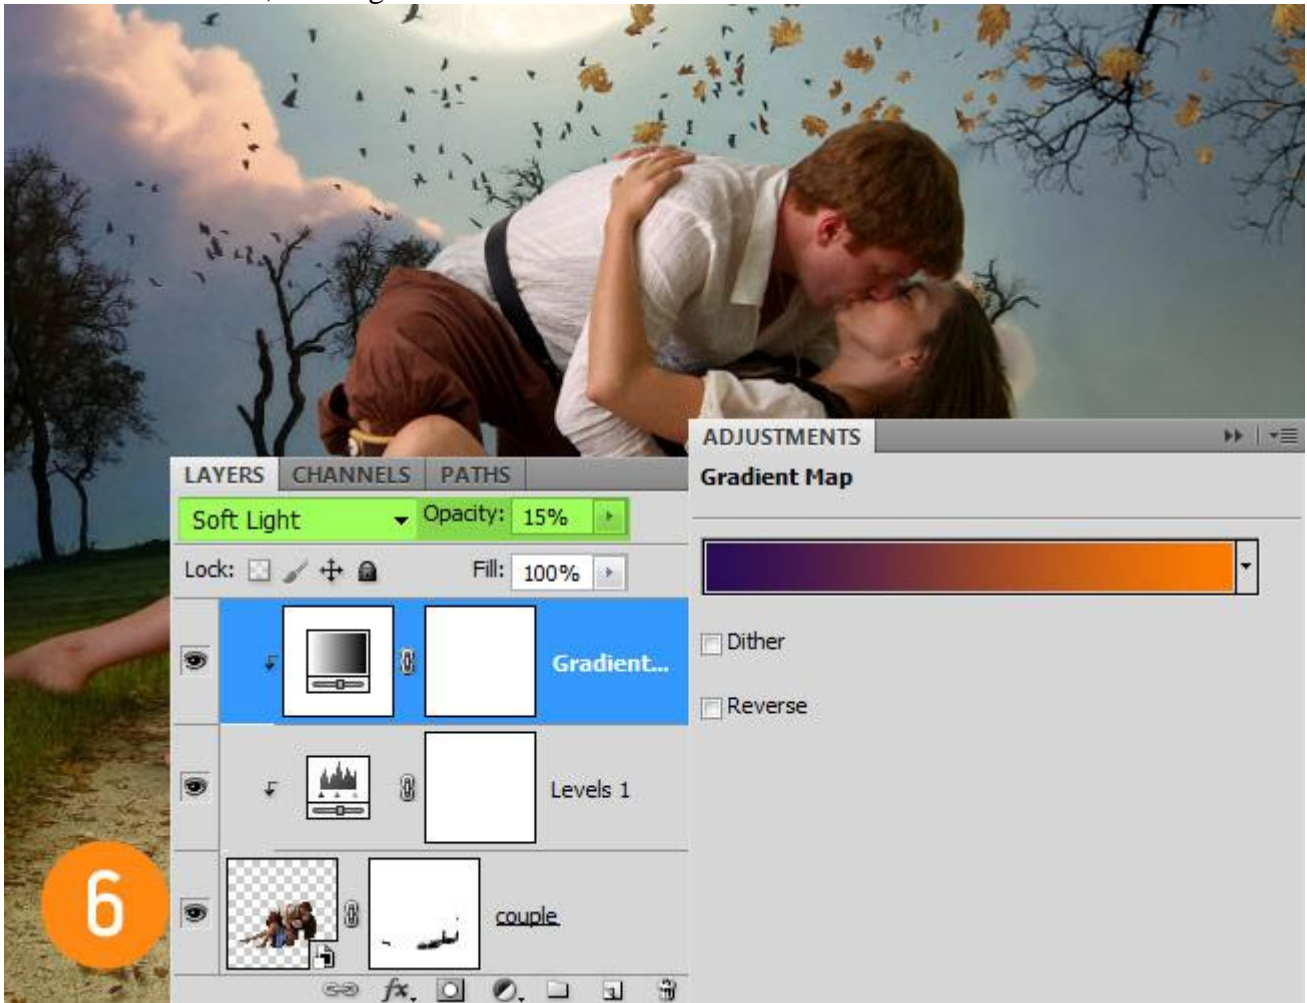 LAYERS CHANNELS PATHS
Soft Light Opacity: 15%
Lock: Fill: 100%
Gradient...
Levels 1
couple
fx
6
ADJUSTMENTS
Gradient Map
Dither
Reverse